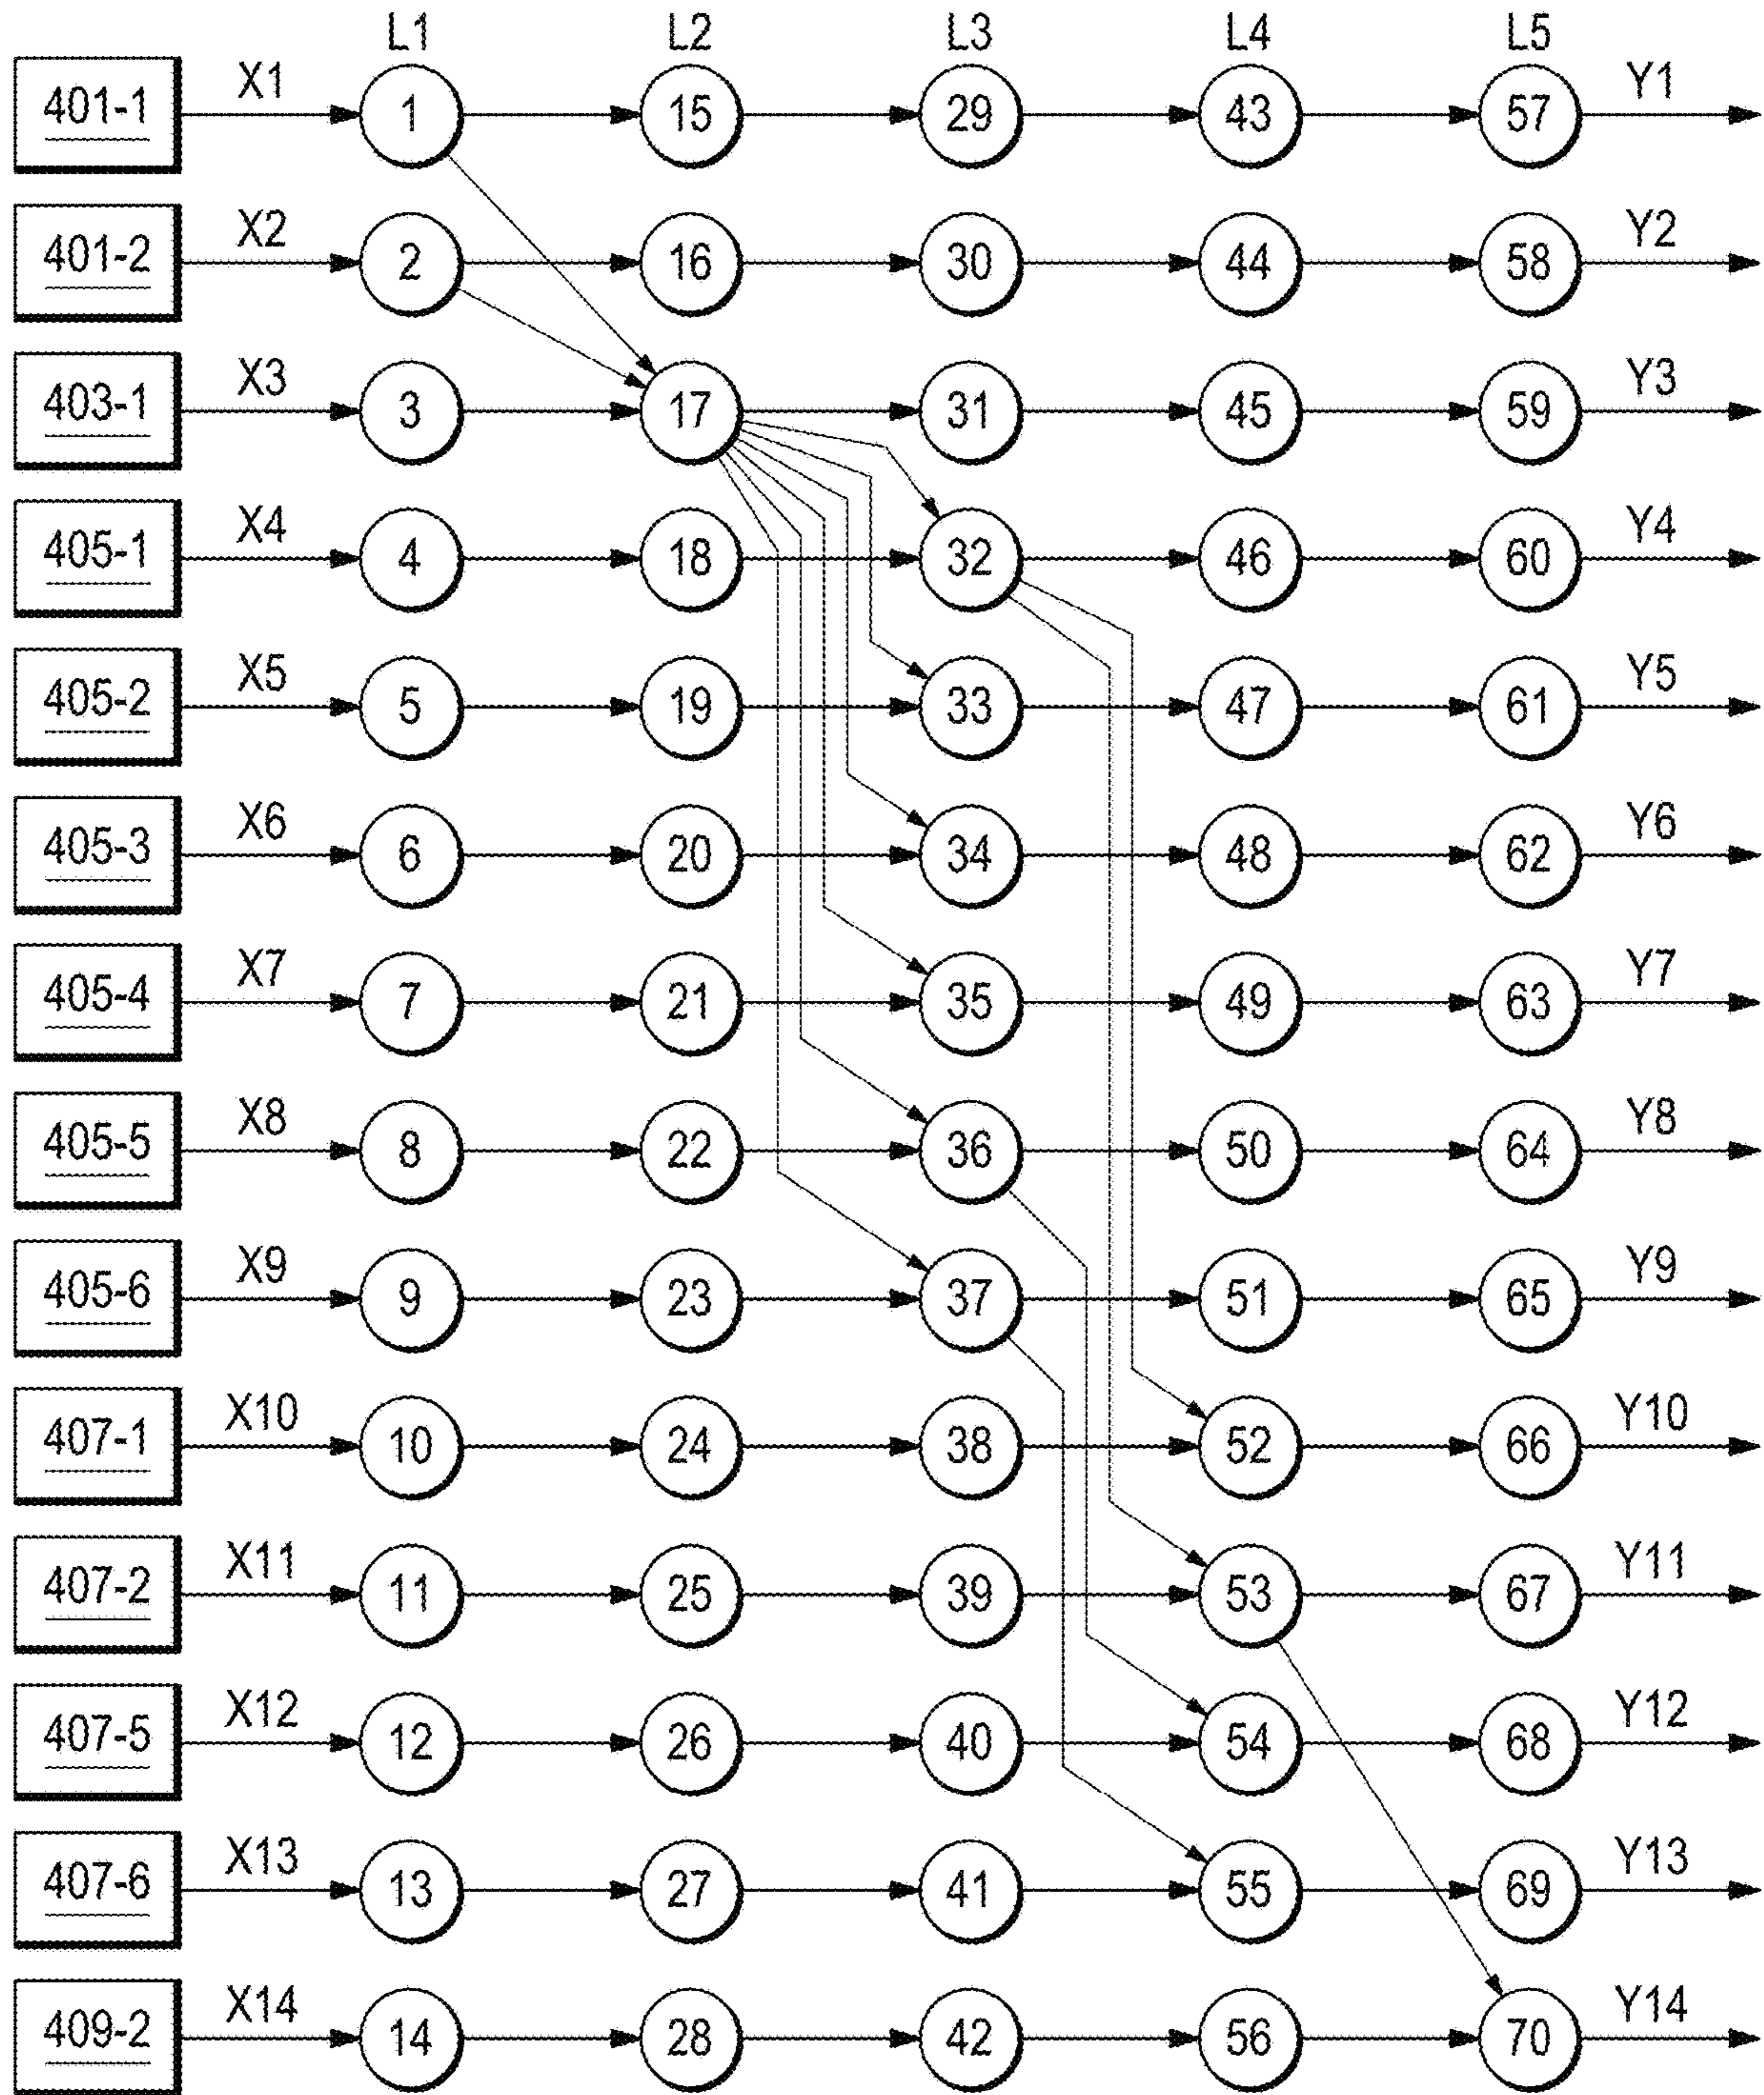 L1 L2 L3 L4 L5
401-1 X1 1 15 29 43 57 Y1
401-2 X2 2 16 30 44 58 Y2
403-1 X3 3 17 31 45 59 Y3
405-1 X4 4 18 32 46 60 Y4
405-2 X5 5 19 33 47 61 Y5
405-3 X6 6 20 34 48 62 Y6
405-4 X7 7 21 35 49 63 Y7
405-5 X8 8 22 36 50 64 Y8
405-6 X9 9 23 37 51 65 Y9
407-1 X10 10 24 38 52 66 Y10
407-2 X11 11 25 39 53 67 Y11
407-5 X12 12 26 40 54 68 Y12
407-6 X13 13 27 41 55 69 Y13
409-2 X14 14 28 42 56 70 Y14